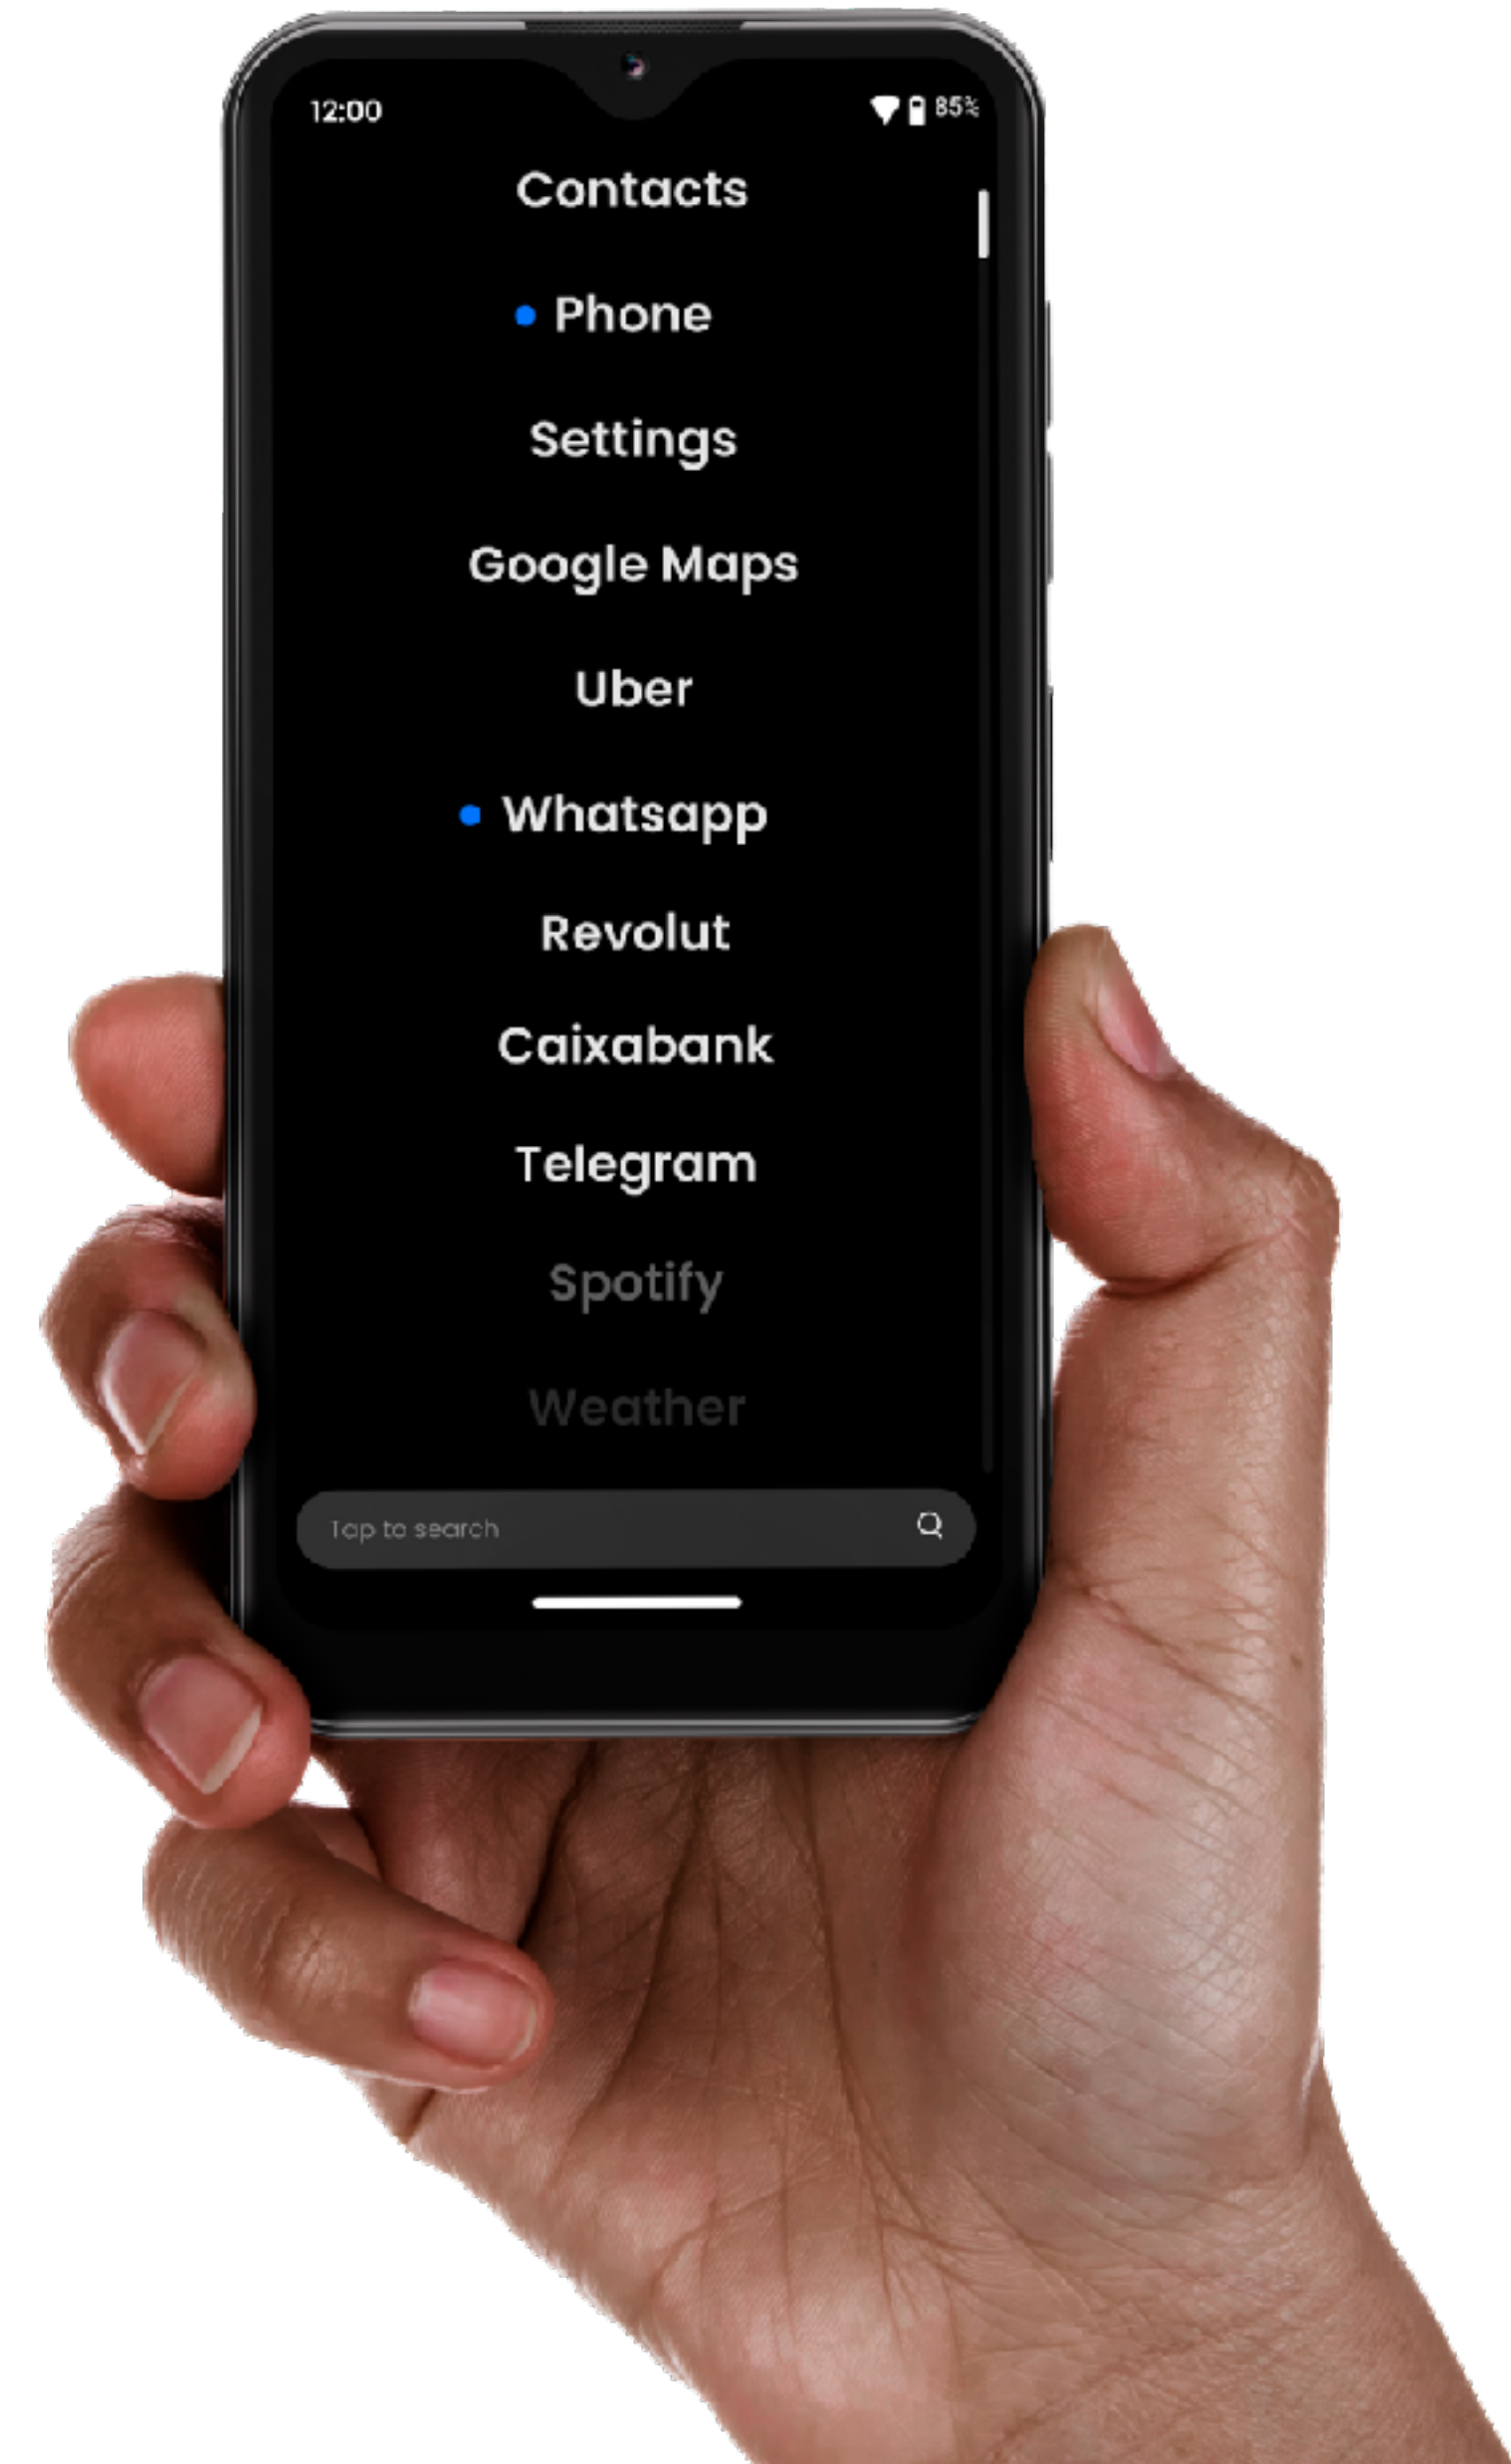 12:00
85%
Contacts
Phone
Settings
Google Maps
Uber
Whatsapp
Revolut
Caixabank
Telegram
Spotify
Weather
Tap to search